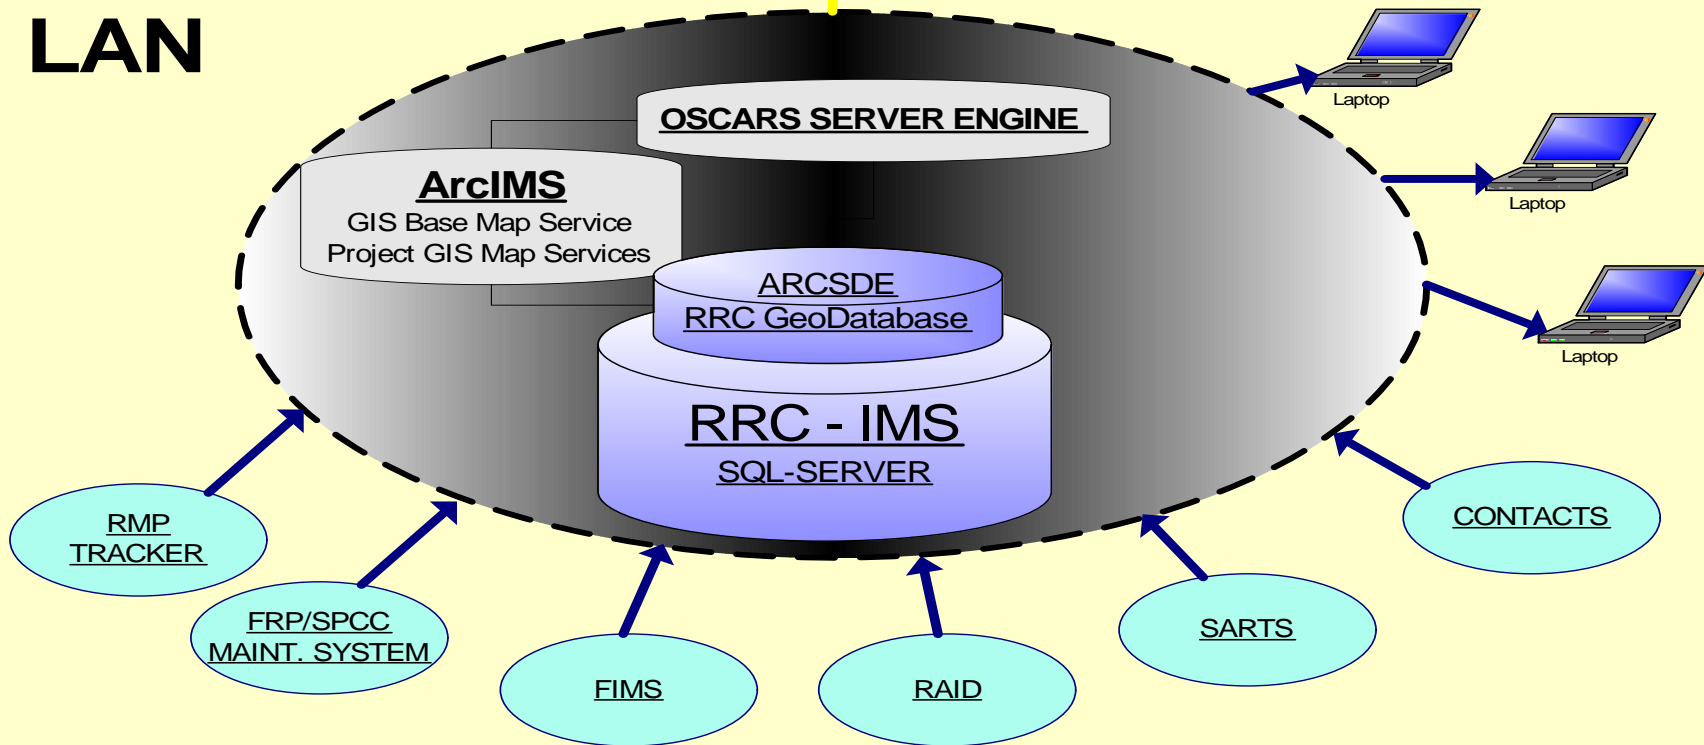 LAN
OSCARS SERVER ENGINE
ArcIMS
GIS Base Map Service
Project GIS Map Services
ARCSDE
RRC GeoDatabase
RRC - IMS
SQL-SERVER
Laptop
Laptop
Laptop
RMP
TRACKER
FRP/SPCC
MAINT. SYSTEM
FIMS
RAID
SARTS
CONTACTS